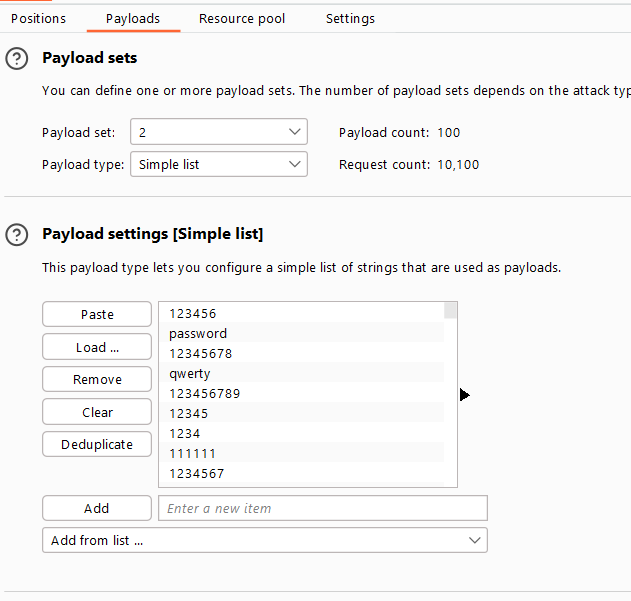 Positions Payloads Resource pool Settings
? Payload sets
You can define one or more payload sets. The number of payload sets depends on the attack typ
Payload set: 2 Payload count: 100
Payload type: Simple list Request count: 10,100
? Payload settings [Simple list]
This payload type lets you configure a simple list of strings that are used as payloads.
Paste
Load ...
Remove
Clear
Deduplicate
123456
password
12345678
qwerty
123456789
12345
1234
111111
1234567
Add Enter a new item
Add from list ...